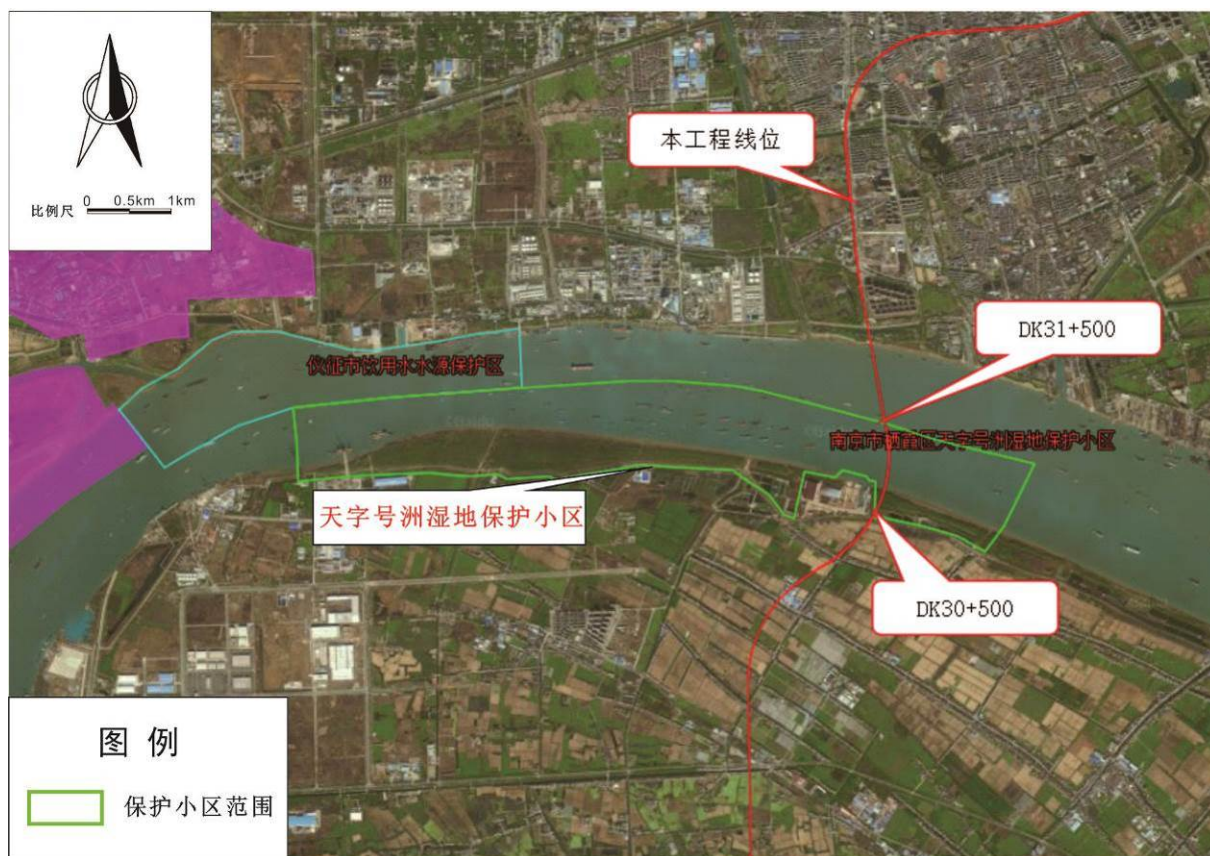 比例尺 0 0.5km 1km
本工程线位
DK31+500
仪征市饮用水水源保护区
南京市栖霞区天字号洲湿地保护小区
天字号洲湿地保护小区
DK30+500
图 例
保护小区范围